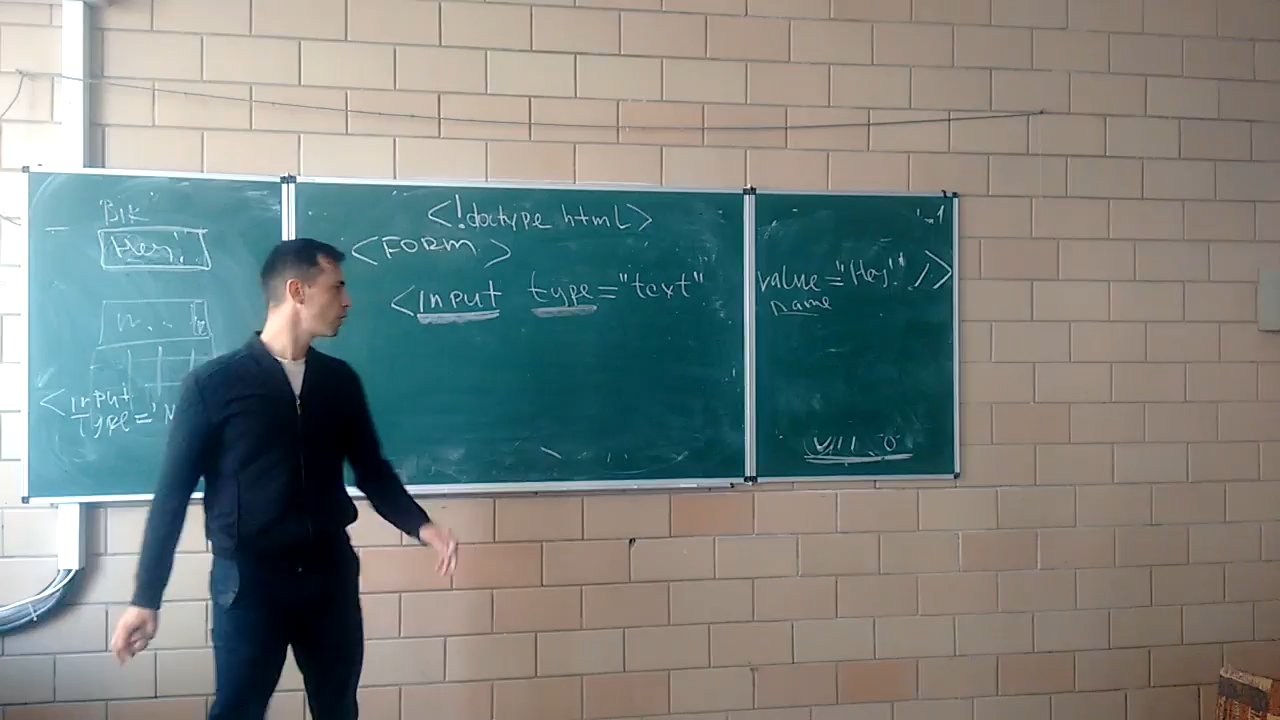 "Вік"
Hey!
<input
type='N
<!doctype html>
<FORM>
<input type="text" value="Hey!" />
name